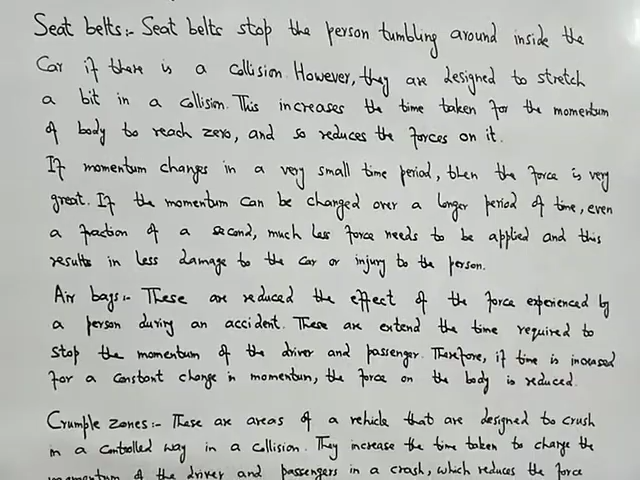 Seat belts:- Seat belts stop the person tumbling around inside the
Car if there is a collision. However, they are designed to stretch
a bit in a collision. This increases the time taken for the momentum
of body to reach zero, and so reduces the forces on it.
If momentum changes in a very small time period, then the force is very
great. If the momentum can be changed over a longer period of time, even
a fraction of a second, much less force needs to be applied and this
results in less damage to the car or injury to the person.
Air bags:- These are reduced the effect of the force experienced by
a person during an accident. These are extend the time required to
stop the momentum of the driver and passenger. Therefore, if time is increased
for a constant change in momentum, the force on the body is reduced.
Crumple zones:- These are areas of a vehicle that are designed to crush
in a controlled way in a collision. They increase the time taken to change the
momentum of the driver and passengers in a crash, which reduces the force